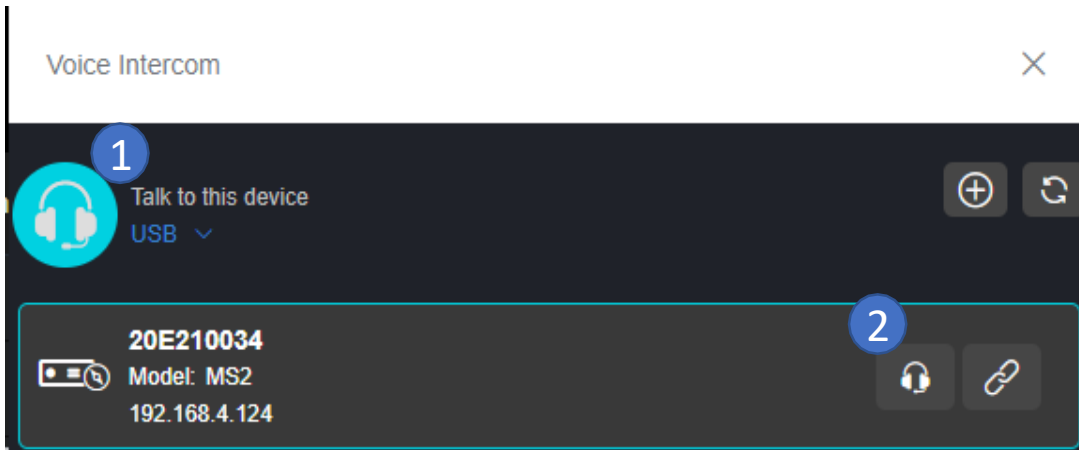 Voice Intercom
1
Talk to this device
USB
20E210034
2
Model: MS2
192.168.4.124